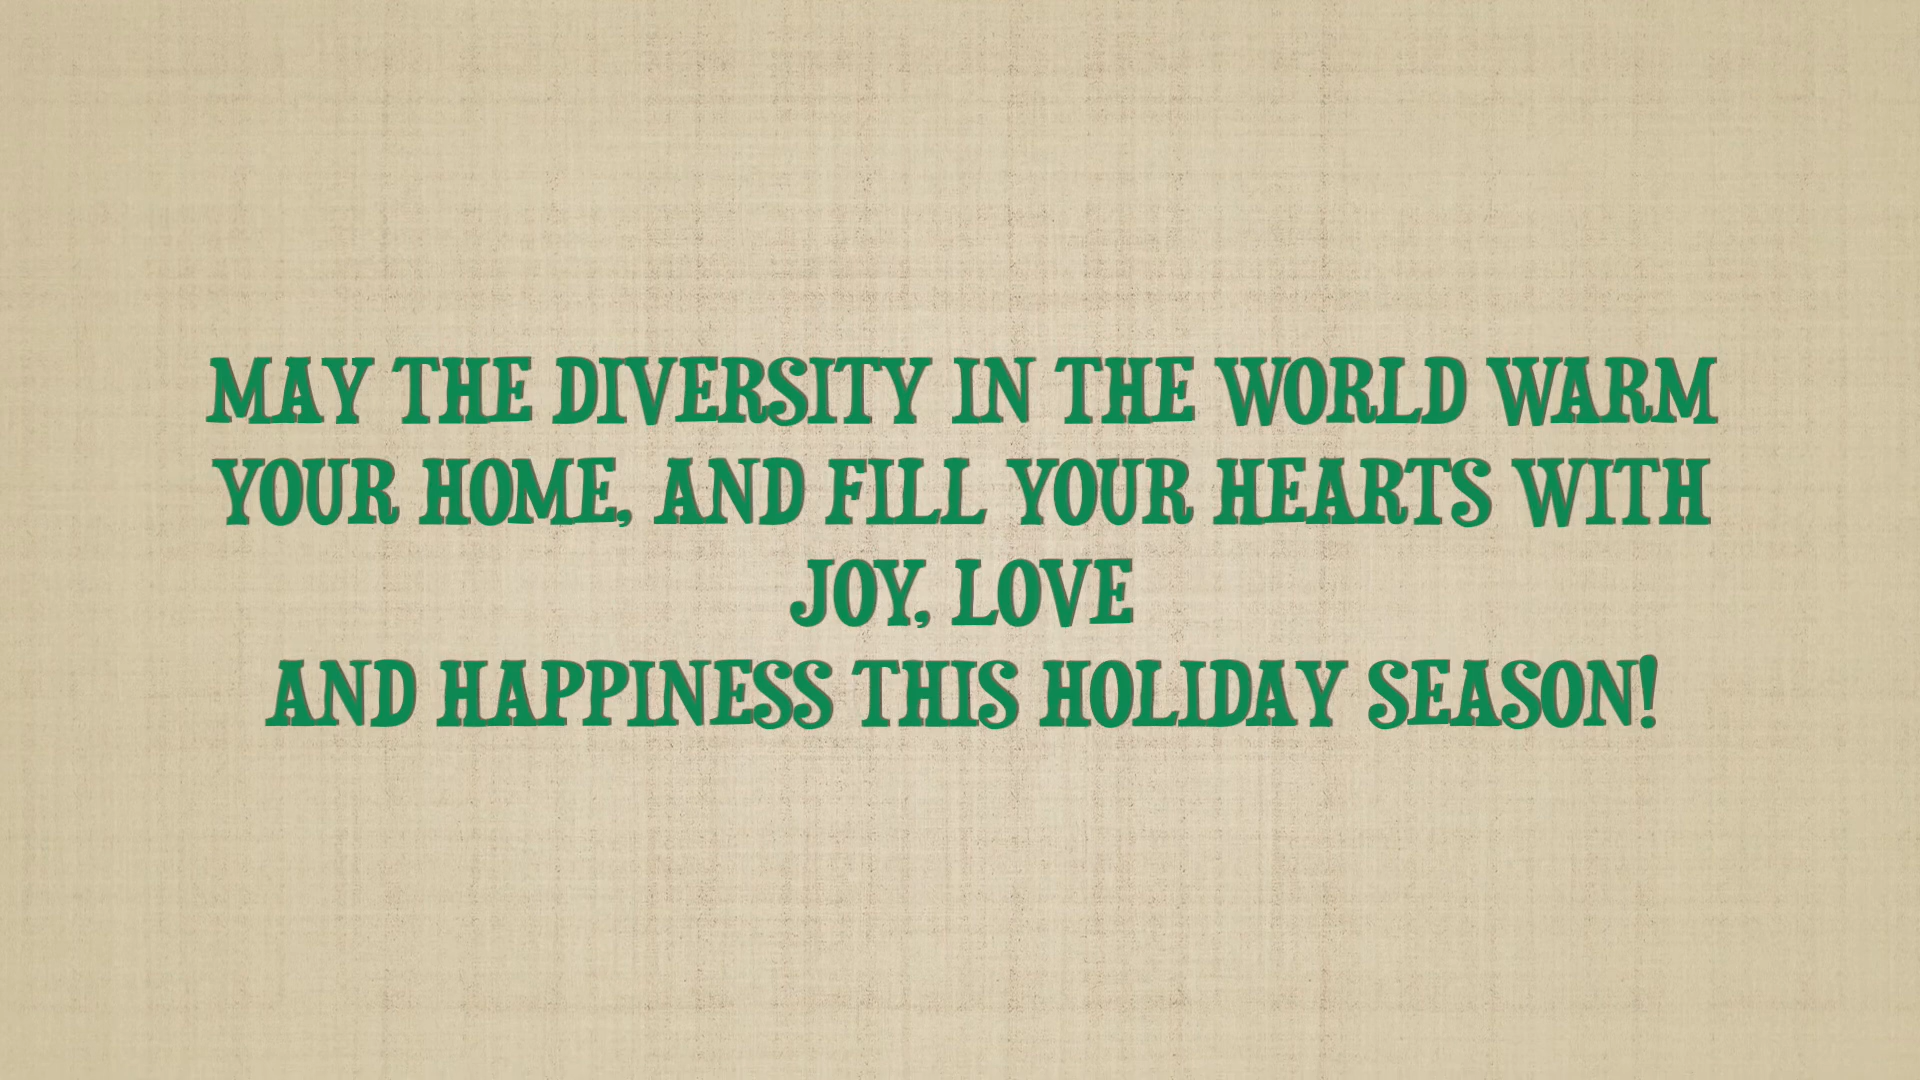 MAY THE DIVERSITY IN THE WORLD WARM
YOUR HOME, AND FILL YOUR HEARTS WITH
JOY, LOVE
AND HAPPINESS THIS HOLIDAY SEASON!